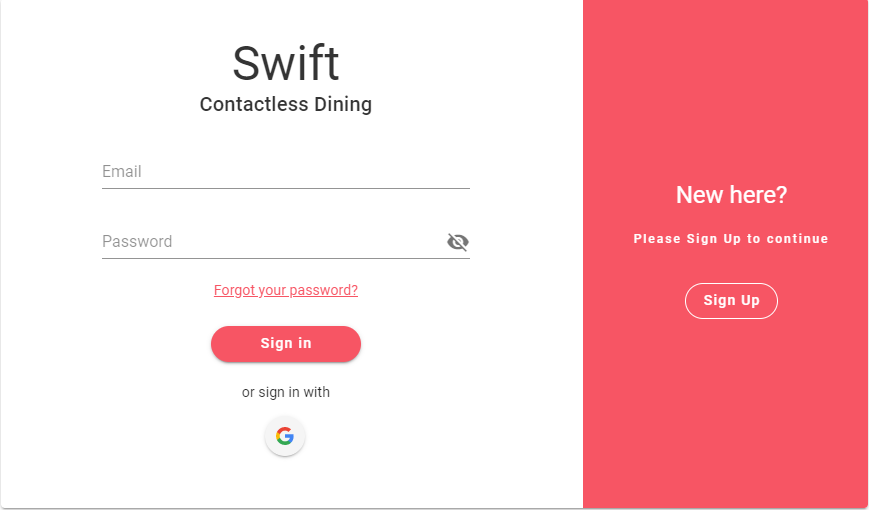 Swift
Contactless Dining
Email
Password
Forgot your password?
Sign in
or sign in with
G
New here?
Please Sign Up to continue
Sign Up